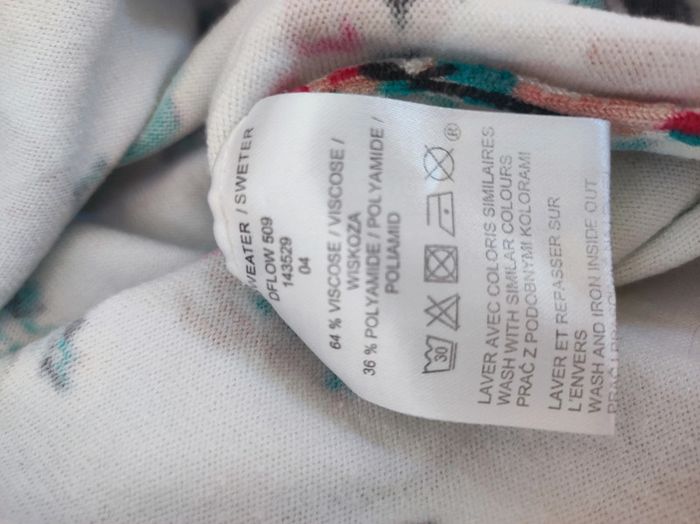 / SWETER
DFLOW 509
143529
04
64 % VISCOSE / VISCOSE /
WISKOZA
36 % POLYAMIDE / POLYAMIDE /
POLIAMID
30
®
LAVER AVEC COLORIS SIMILAIRES
WASH WITH SIMILAR COLOURS
PRAĆ Z PODOBNYMI KOLORAMI
LAVER ET REPASSER SUR
L'ENVERS
WASH AND IRON INSIDE OUT